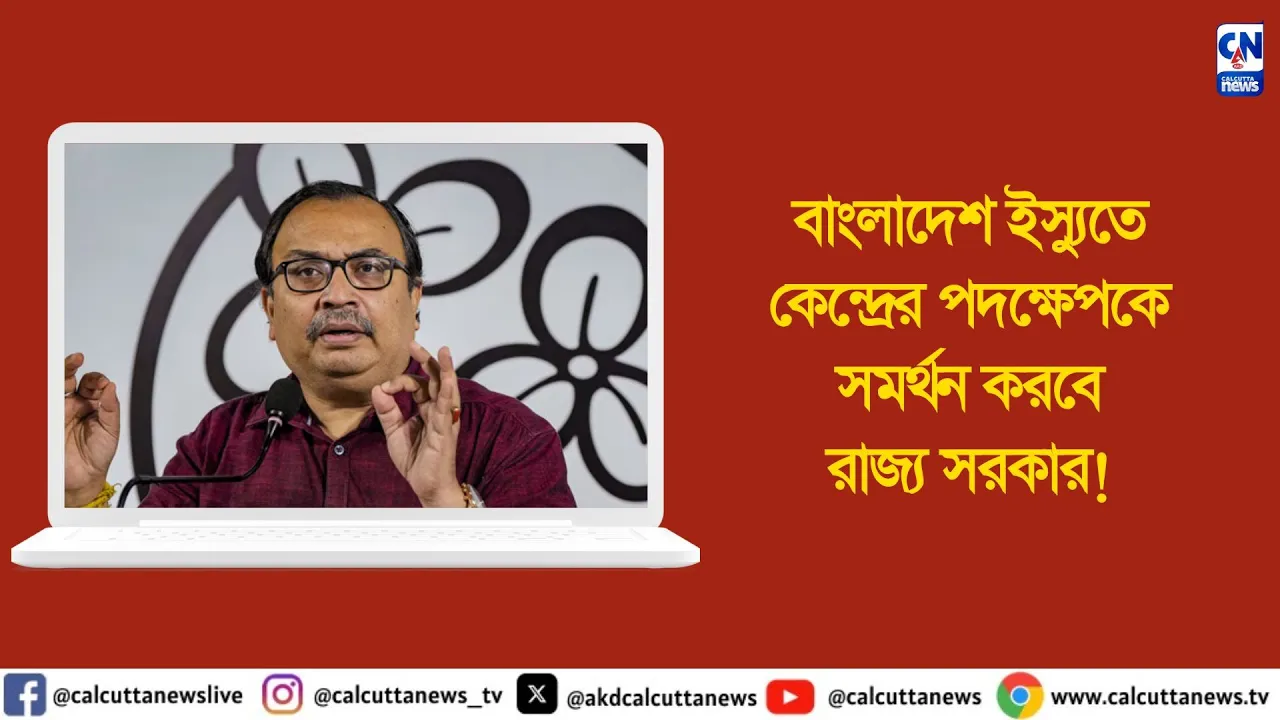 CN
CALCUTTA
news
বাংলাদেশ ইস্যুতে
কেন্দ্রের পদক্ষেপকে
সমর্থন করবে
রাজ্য সরকার!
@calcuttanewslive @calcuttanews_tv @akdcalcuttanews @calcuttanews www.calcuttanews.tv